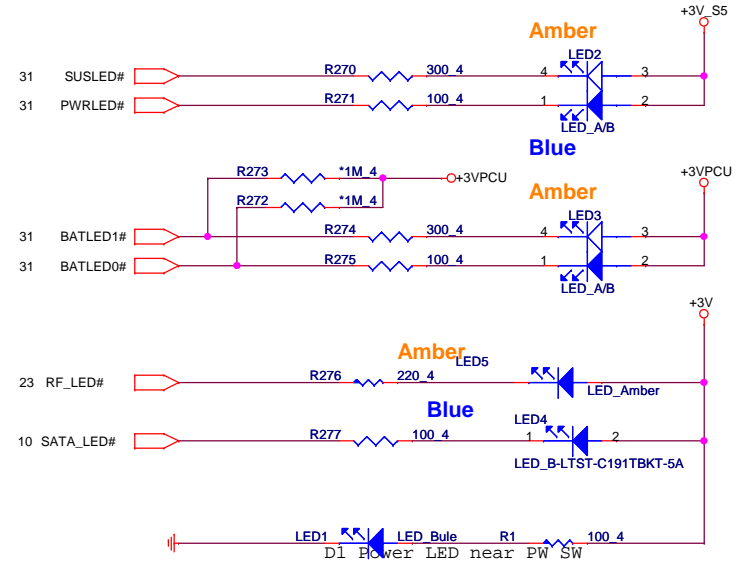 +3V_S5
Amber
LED2
31 SUSLED# R270 300_4 4 3
31 PWRLED# R271 100_4 1 2
LED_A/B
Blue
R273 *1M_4 +3VPCU +3VPCU
R272 *1M_4 Amber
LED3
31 BATLED1# R274 300_4 4 3
31 BATLED0# R275 100_4 1 2
LED_A/B
+3V
Amber
LED5
23 RF_LED# R276 220_4
LED_Amber
Blue
LED4
10 SATA_LED# R277 100_4 1 2
LED_B-LTST-C191TBKT-5A
LED1 LED_Bule R1 100_4
D1 Power LED near PW SW